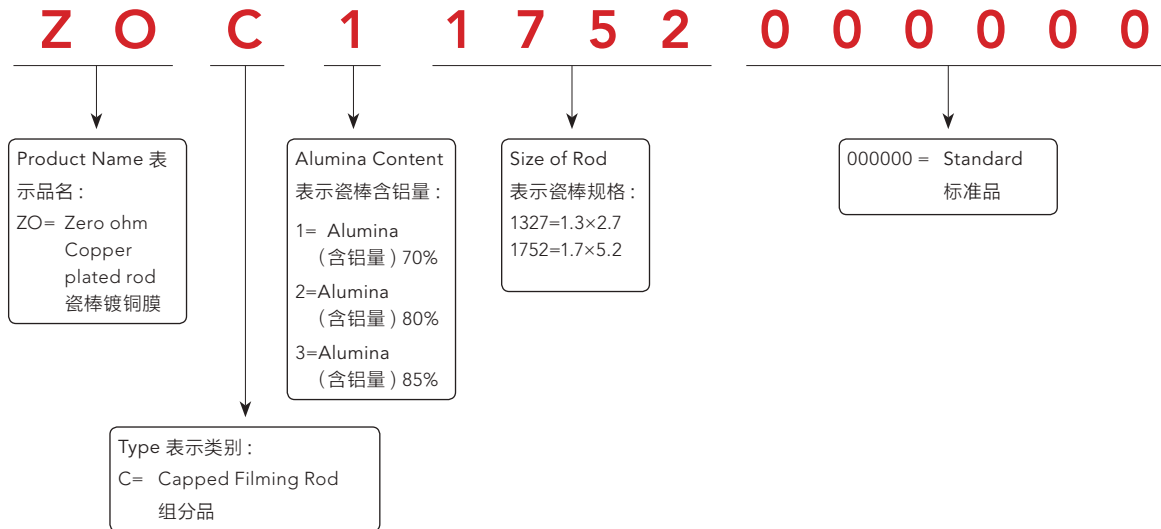 Z O C 1 1 7 5 2 0 0 0 0 0 0
Product Name 表
示品名 :
ZO= Zero ohm
Copper
plated rod
瓷棒镀铜膜
Alumina Content
表示瓷棒含铝量 :
1= Alumina
（含铝量 ) 70%
2=Alumina
（含铝量 ) 80%
3=Alumina
（含铝量 ) 85%
Size of Rod
表示瓷棒规格 :
1327=1.3×2.7
1752=1.7×5.2
000000 = Standard
标准品
Type 表示类别 :
C= Capped Filming Rod
组分品